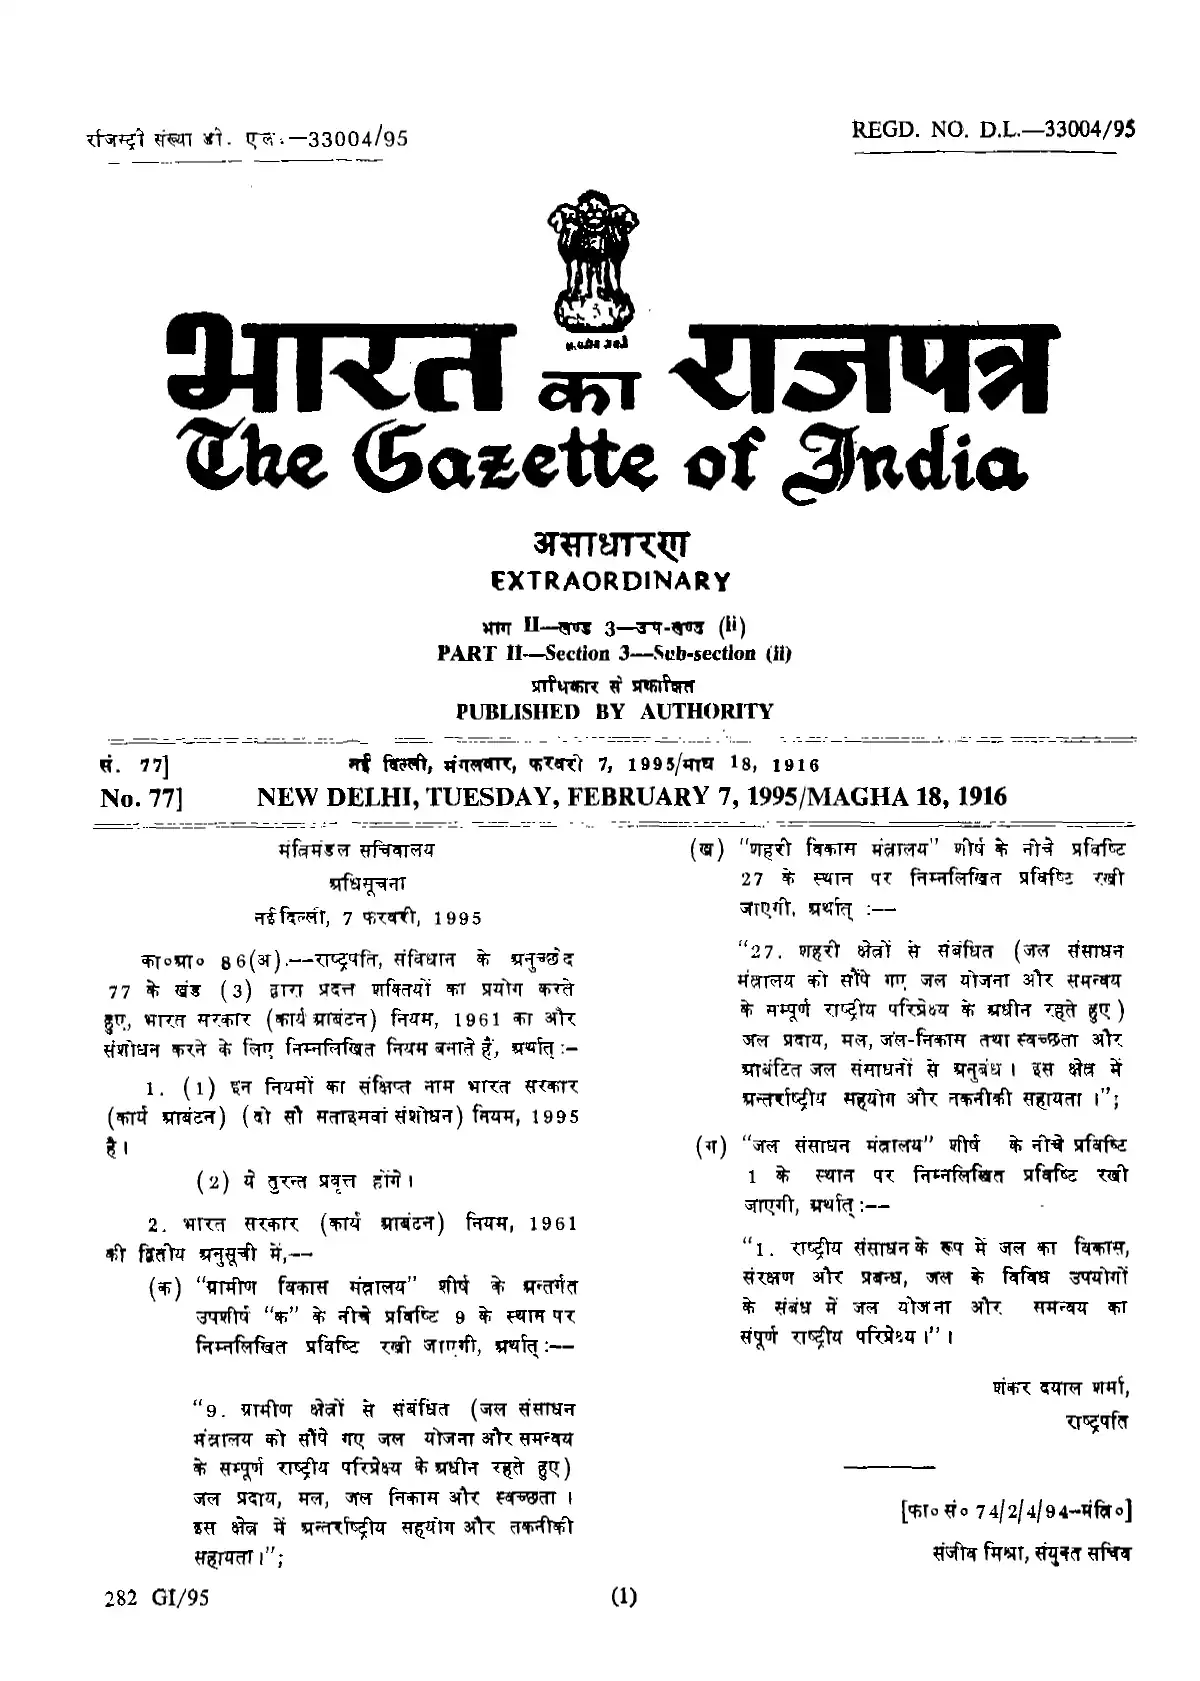 रजिस्ट्री संख्या डी. एल.—33004/95
REGD. NO. D.L.—33004/95
भारत का राजपत्र
The Gazette of India
असाधारण
EXTRAORDINARY
भाग II—खण्ड 3—उप-खण्ड (ii)
PART II—Section 3—Sub-section (ii)
प्राधिकार से प्रकाशित
PUBLISHED BY AUTHORITY
सं. 77]
नई दिल्ली, मंगलवार, फरवरी 7, 1995/माघ 18, 1916
No. 77]
NEW DELHI, TUESDAY, FEBRUARY 7, 1995/MAGHA 18, 1916
मंत्रिमंडल सचिवालय
अधिसूचना
नई दिल्ली, 7 फरवरी, 1995
का०आ० 86(अ).--राष्ट्रपति, संविधान के अनुच्छेद
77 के खंड (3) द्वारा प्रदत्त शक्तियों का प्रयोग करते
हुए, भारत सरकार (कार्य आबंटन) नियम, 1961 का और
संशोधन करने के लिए निम्नलिखित नियम बनाते हैं, अर्थात् :-
1. (1) इन नियमों का संक्षिप्त नाम भारत सरकार
(कार्य आबंटन) (दो सौ सताइसवां संशोधन) नियम, 1995
है।
(2) ये तुरन्त प्रवृत्त होंगे।
2. भारत सरकार (कार्य आबंटन) नियम, 1961
की द्वितीय अनुसूची में,--
(क) "ग्रामीण विकास मंत्रालय" शीर्ष के अन्तर्गत
उपशीर्ष "क" के नीचे प्रविष्टि 9 के स्थान पर
निम्नलिखित प्रविष्टि रखी जाएगी, अर्थात् :--
"9. ग्रामीण क्षेत्रों से संबंधित (जल संसाधन
मंत्रालय को सौंपे गए जल योजना और समन्वय
के सम्पूर्ण राष्ट्रीय परिप्रेक्ष्य के अधीन रहते हुए)
जल प्रदाय, मल, जल निकास और स्वच्छता ।
इस क्षेत्र में अन्तर्राष्ट्रीय सहयोग और तकनीकी
सहायता।";
(ख) "शहरी विकास मंत्रालय" शीर्ष के नीचे प्रविष्टि
27 के स्थान पर निम्नलिखित प्रविष्टि रखी
जाएगी, अर्थात् :--
"27. शहरी क्षेत्रों से संबंधित (जल संसाधन
मंत्रालय को सौंपे गए जल योजना और समन्वय
के सम्पूर्ण राष्ट्रीय परिप्रेक्ष्य के अधीन रहते हुए)
जल प्रदाय, मल, जल-निकास तथा स्वच्छता और
आबंटित जल संसाधनों से अनुबंध। इस क्षेत्र में
अन्तर्राष्ट्रीय सहयोग और तकनीकी सहायता ।";
(ग) "जल संसाधन मंत्रालय" शीर्ष के नीचे प्रविष्टि
1 के स्थान पर निम्नलिखित प्रविष्टि रखी
जाएगी, अर्थात् :--
"1. राष्ट्रीय संसाधन के रूप में जल का विकास,
संरक्षण और प्रबन्ध, जल के विविध उपयोगों
के संबंध में जल योजना और समन्वय का
संपूर्ण राष्ट्रीय परिप्रेक्ष्य।"।
शंकर दयाल शर्मा,
राष्ट्रपति
[फा० सं० 74/2/4/94-मंत्रि०]
संजीव मिश्रा, संयुक्त सचिव
282 GI/95
(1)